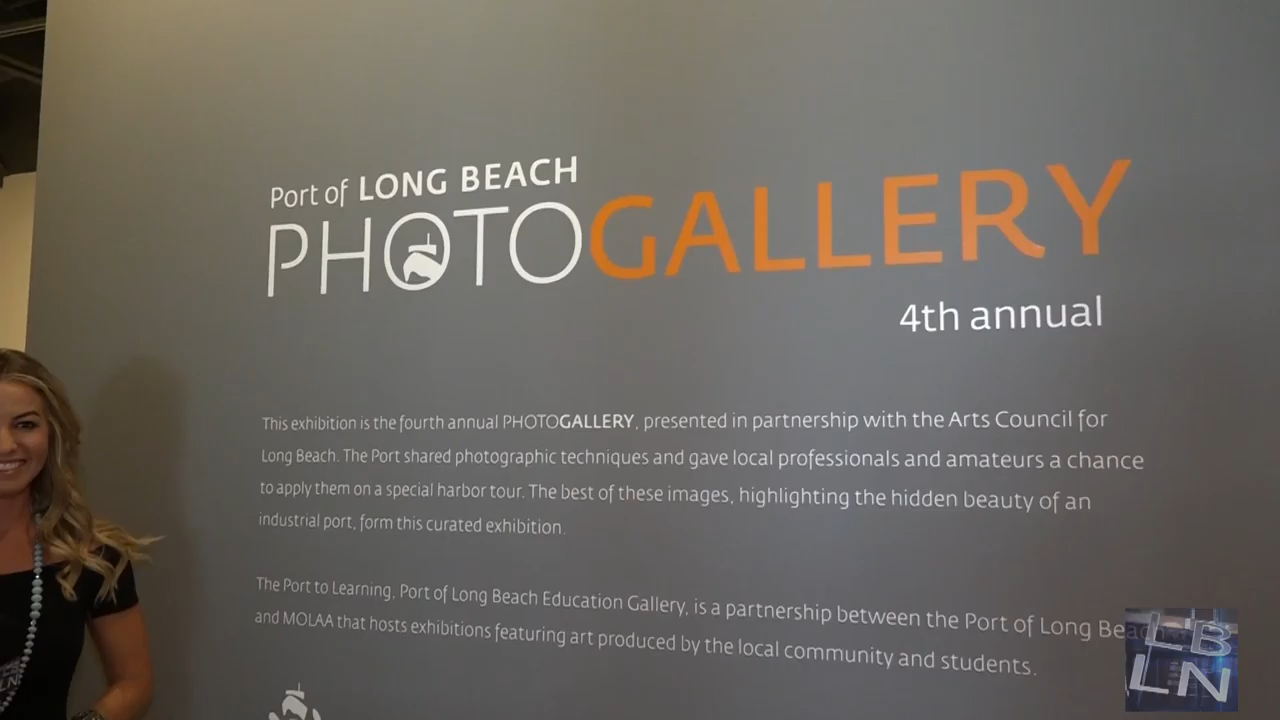 Port of LONG BEACH
PHOTOGALLERY
4th annual
This exhibition is the fourth annual PHOTOGALLERY, presented in partnership with the Arts Council for
Long Beach. The Port shared photographic techniques and gave local professionals and amateurs a chance
to apply them on a special harbor tour. The best of these images, highlighting the hidden beauty of an
industrial port, form this curated exhibition.
The Port to Learning, Port of Long Beach Education Gallery, is a partnership between the Port of Long Beach
and MOLAA that hosts exhibitions featuring art produced by the local community and students.
LB
LN